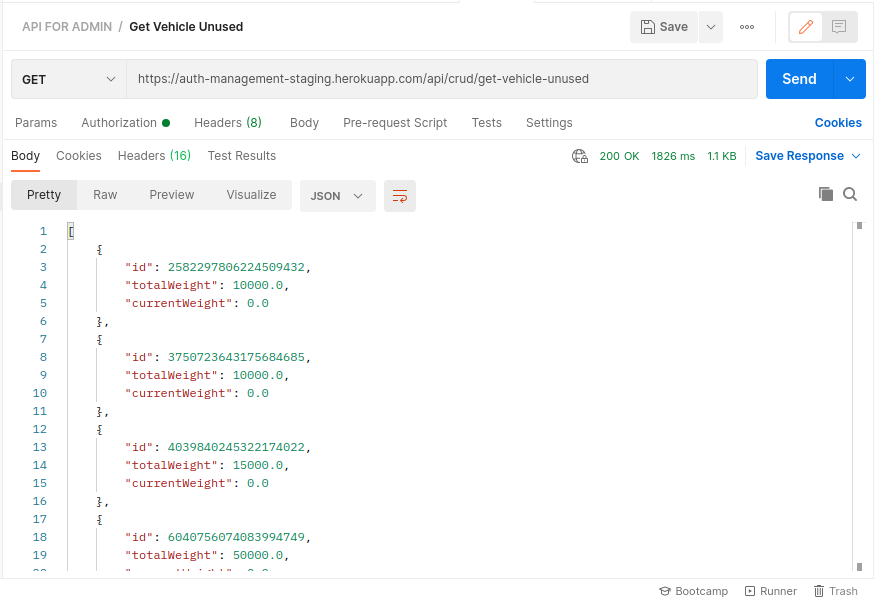 API FOR ADMIN / Get Vehicle Unused
Save
GET https://auth-management-staging.herokuapp.com/api/crud/get-vehicle-unused Send
Params Authorization Headers (8) Body Pre-request Script Tests Settings Cookies
Body Cookies Headers (16) Test Results 200 OK 1826 ms 1.1 KB Save Response
Pretty Raw Preview Visualize JSON
1 [
2 {
3 "id": 2582297806224509432,
4 "totalWeight": 10000.0,
5 "currentWeight": 0.0
6 },
7 {
8 "id": 3750723643175684685,
9 "totalWeight": 10000.0,
10 "currentWeight": 0.0
11 },
12 {
13 "id": 4039840245322174022,
14 "totalWeight": 15000.0,
15 "currentWeight": 0.0
16 },
17 {
18 "id": 6040756074083994749,
19 "totalWeight": 50000.0,
Bootcamp Runner Trash